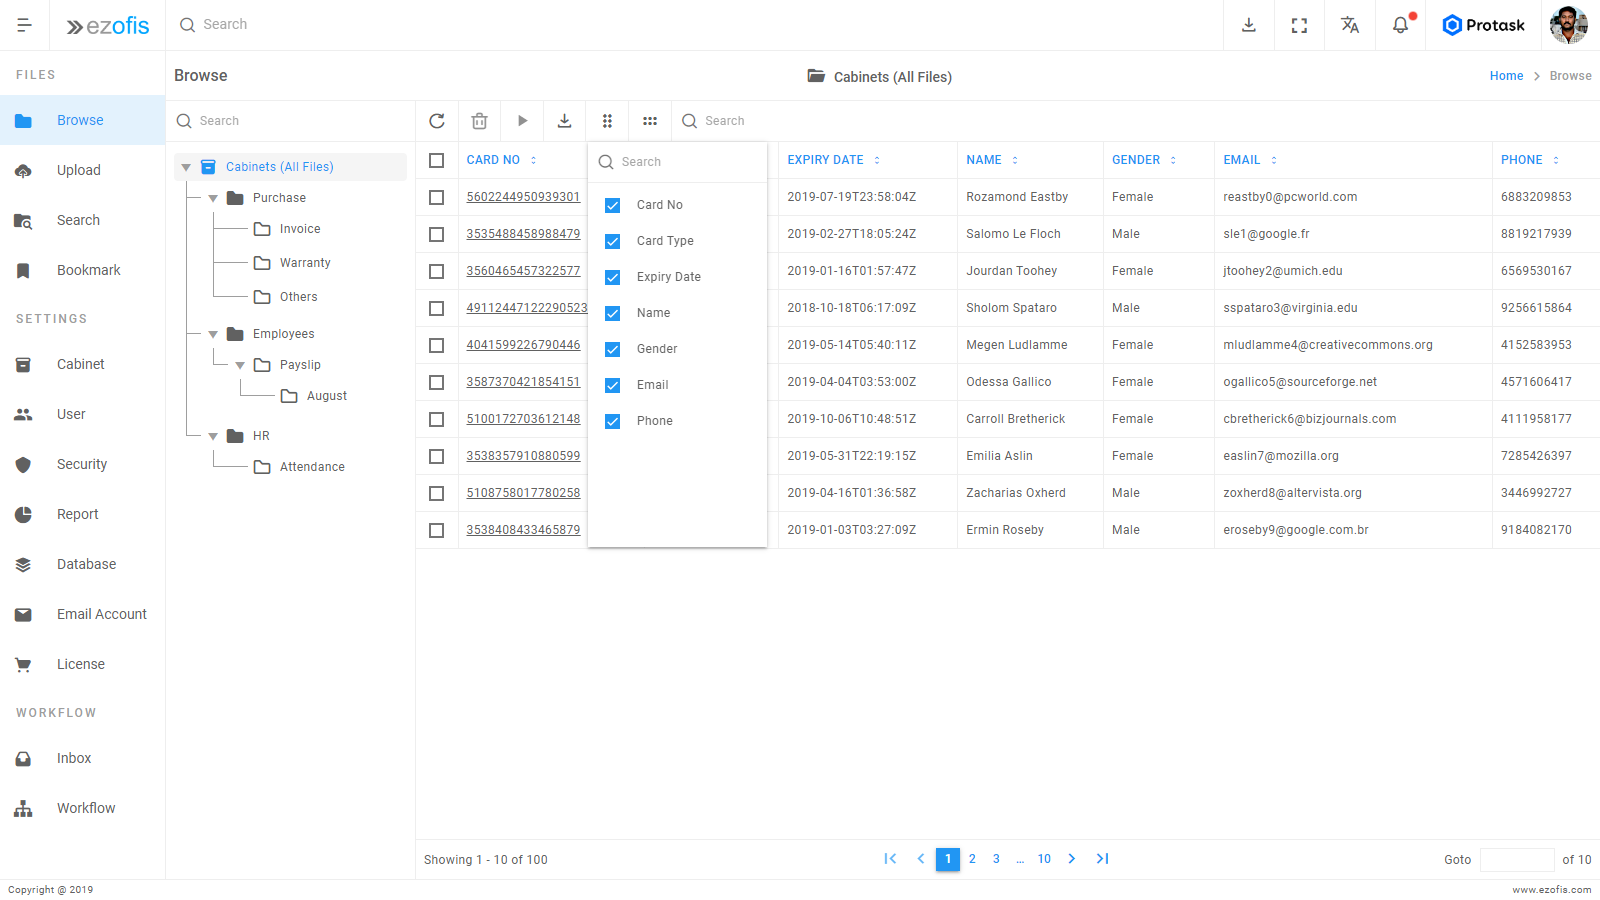 ezofis
Search
Protask
FILES
Browse
Upload
Search
Bookmark
SETTINGS
Cabinet
User
Security
Report
Database
Email Account
License
WORKFLOW
Inbox
Workflow
Browse
Cabinets (All Files)
Home > Browse
Search
Cabinets (All Files)
Purchase
Invoice
Warranty
Others
Employees
Payslip
August
HR
Attendance
Search
CARD NO EXPIRY DATE NAME GENDER EMAIL PHONE
5602244950939301 2019-07-19T23:58:04Z Rozamond Eastby Female reastby0@pcworld.com 6883209853
3535488458988479 2019-02-27T18:05:24Z Salomo Le Floch Male sle1@google.fr 8819217939
3560465457322577 2019-01-16T01:57:47Z Jourdan Toohey Female jtoohey2@umich.edu 6569530167
49112447122290523 2018-10-18T06:17:09Z Sholom Spataro Male sspataro3@virginia.edu 9256615864
4041599226790446 2019-05-14T05:40:11Z Megen Ludlamme Female mludlamme4@creativecommons.org 4152583953
3587370421854151 2019-04-04T03:53:00Z Odessa Gallico Female ogallico5@sourceforge.net 4571606417
5100172703612148 2019-10-06T10:48:51Z Carroll Bretherick Female cbretherick6@bizjournals.com 4111958177
3538357910880599 2019-05-31T22:19:15Z Emilia Aslin Female easlin7@mozilla.org 7285426397
5108758017780258 2019-04-16T01:36:58Z Zacharias Oxherd Male zoxherd8@altervista.org 3446992727
3538408433465879 2019-01-03T03:27:09Z Ermin Roseby Male eroseby9@google.com.br 9184082170
Search
Card No
Card Type
Expiry Date
Name
Gender
Email
Phone
Showing 1 - 10 of 100
1 2 3 ... 10
Goto of 10
Copyright @ 2019
www.ezofis.com